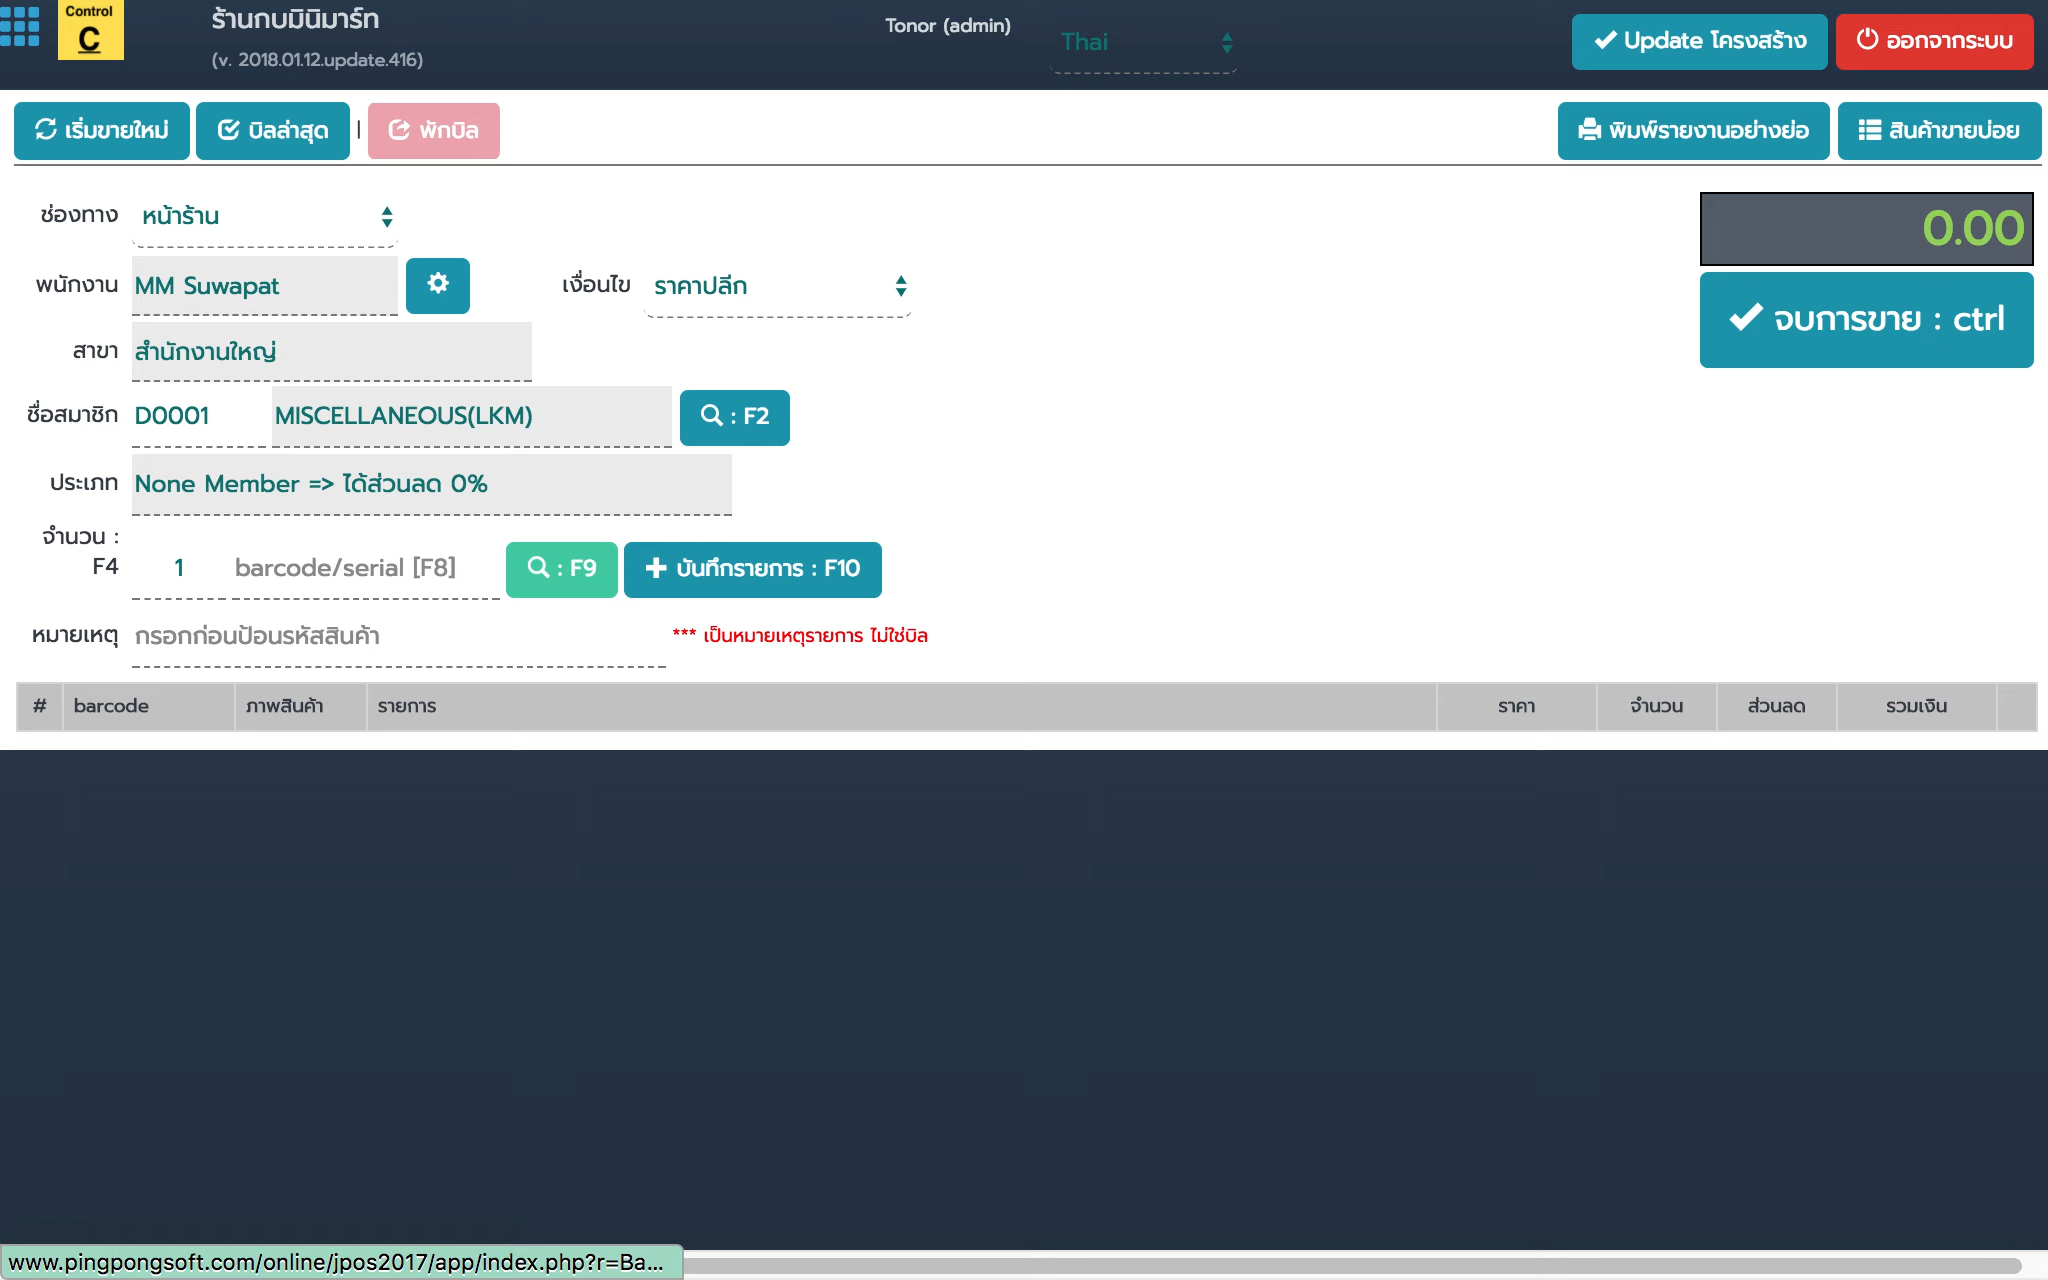 Control
C
ร้านกบมินิมาร์ท
(v. 2018.01.12.update.416)
Tonor (admin)
Thai
Update โครงสร้าง
ออกจากระบบ
เริ่มขายใหม่
บิลล่าสุด
|
พักบิล
พิมพ์รายงานอย่างย่อ
สินค้าขายบ่อย
ช่องทาง หน้าร้าน
0.00
พนักงาน MM Suwapat
เงื่อนไข ราคาปลีก
จบการขาย : ctrl
สาขา สำนักงานใหญ่
ชื่อสมาชิก D0001 MISCELLANEOUS(LKM) : F2
ประเภท None Member => ได้ส่วนลด 0%
จำนวน :
F4 1 barcode/serial [F8] : F9 บันทึกรายการ : F10
หมายเหตุ กรอกก่อนป้อนรหัสสินค้า *** เป็นหมายเหตุรายการ ไม่ใช่บิล
# barcode ภาพสินค้า รายการ ราคา จำนวน ส่วนลด รวมเงิน
www.pingpongsoft.com/online/jpos2017/app/index.php?r=Ba...